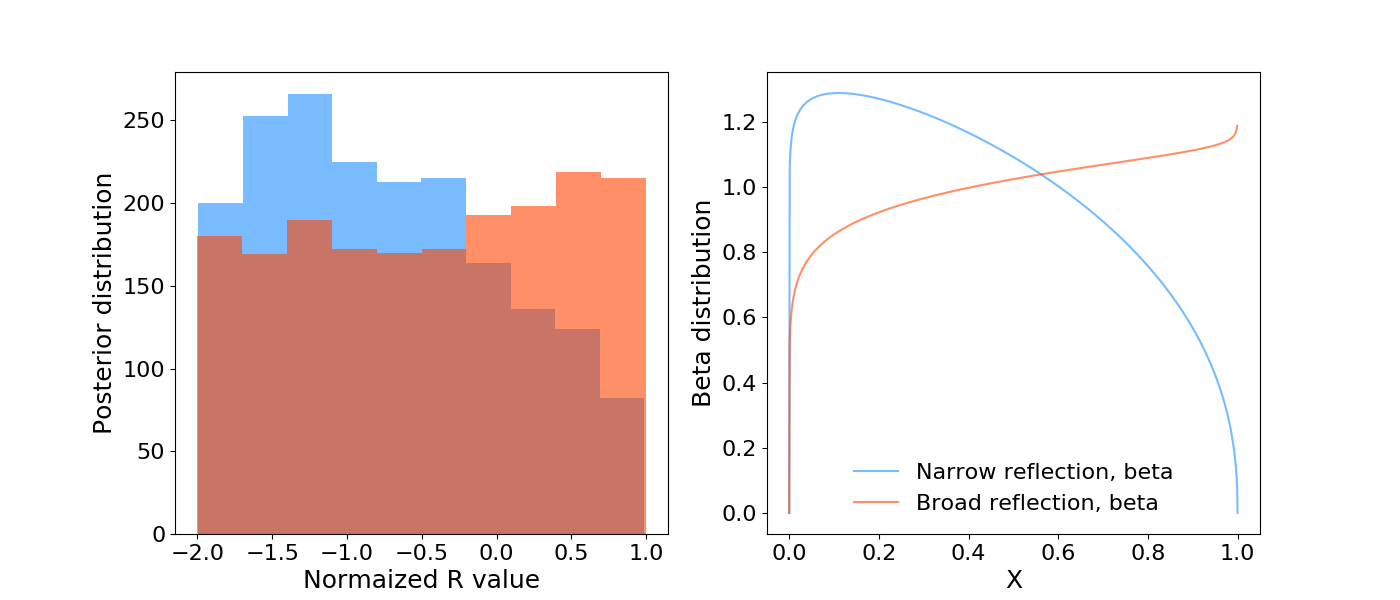 Posterior distribution
250
200
150
100
50
0
−2.0 −1.5 −1.0 −0.5 0.0 0.5 1.0
Normaized R value
Beta distribution
1.2
1.0
0.8
0.6
0.4
0.2
0.0
Narrow reflection, beta
Broad reflection, beta
0.0 0.2 0.4 0.6 0.8 1.0
X